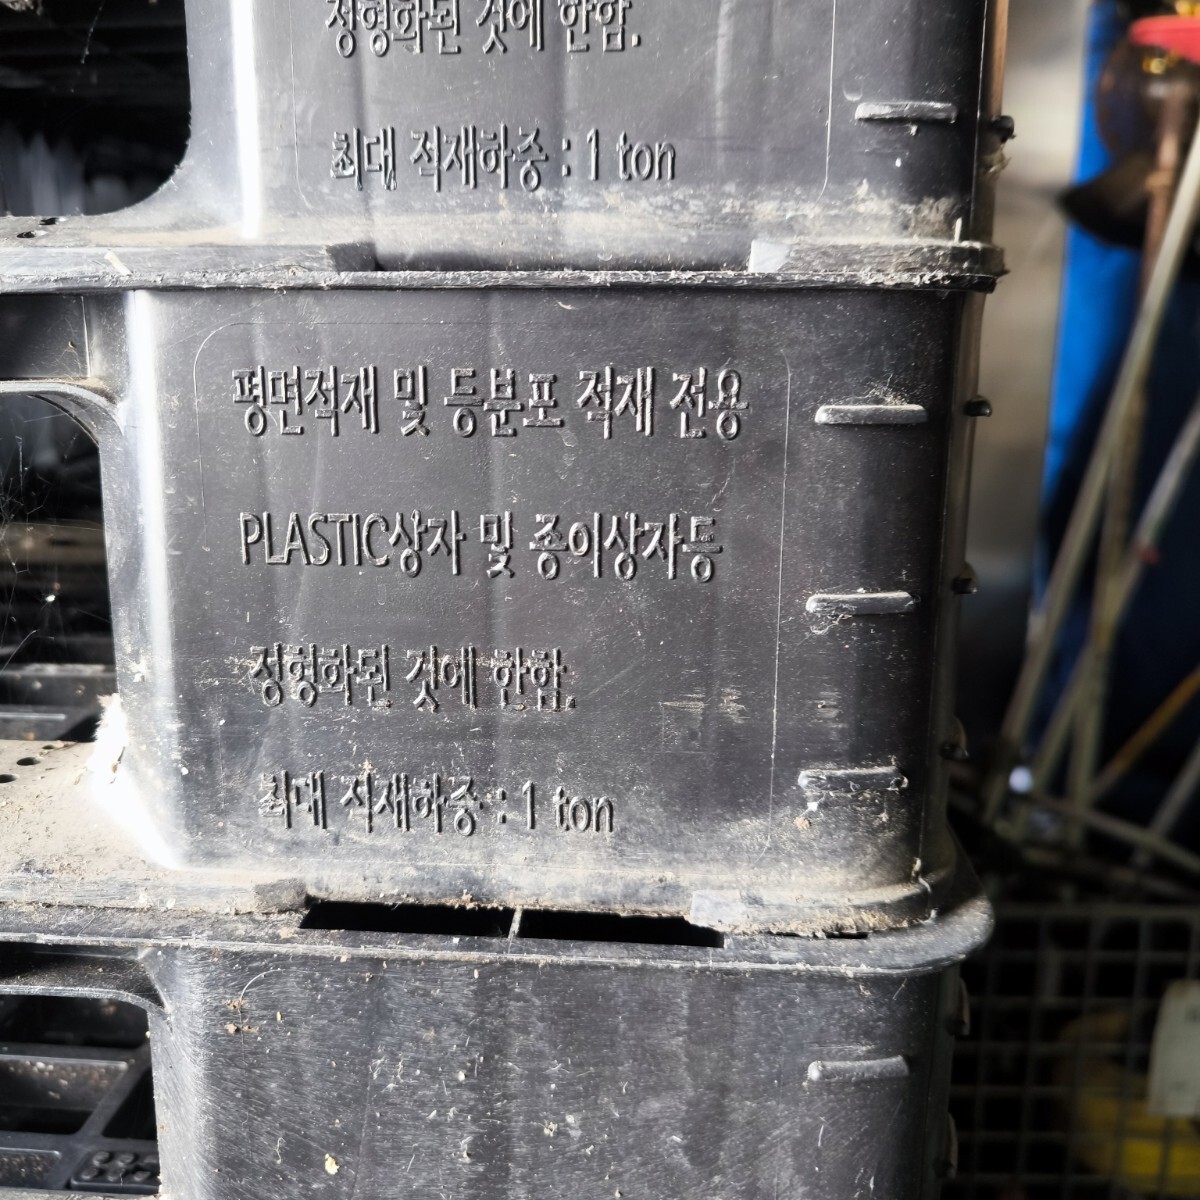 정형화된 것에 한함.
최대 적재하중 : 1 ton
평면적재 및 등분포 적재 전용
PLASTIC상자 및 종이상자등
정형화된 것에 한함.
최대 적재하중 : 1 ton